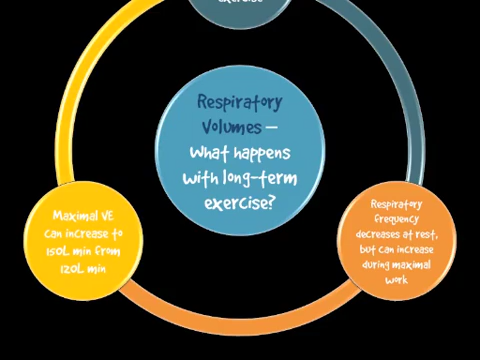 exercise
Respiratory
Volumes –
What happens
with long-term
exercise?
Maximal VE
can increase to
150L min from
120L min
Respiratory
frequency
decreases at rest,
but can increase
during maximal
work